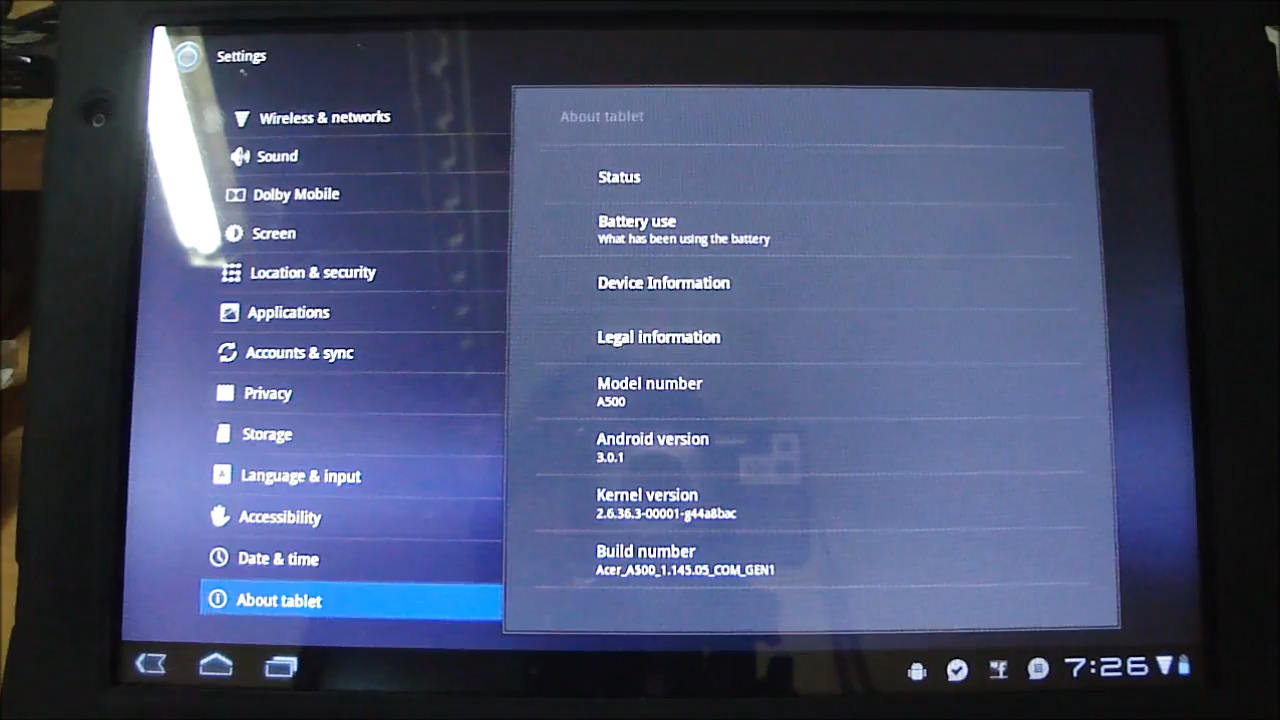 Settings
Wireless & networks
Sound
Dolby Mobile
Screen
Location & security
Applications
Accounts & sync
Privacy
Storage
Language & input
Accessibility
Date & time
About tablet
About tablet
Status
Battery use
What has been using the battery
Device Information
Legal information
Model number
A500
Android version
3.0.1
Kernel version
2.6.36.3-00001-g44a8bac
Build number
Acer_A500_1.145.05_COM_GEN1
7:26